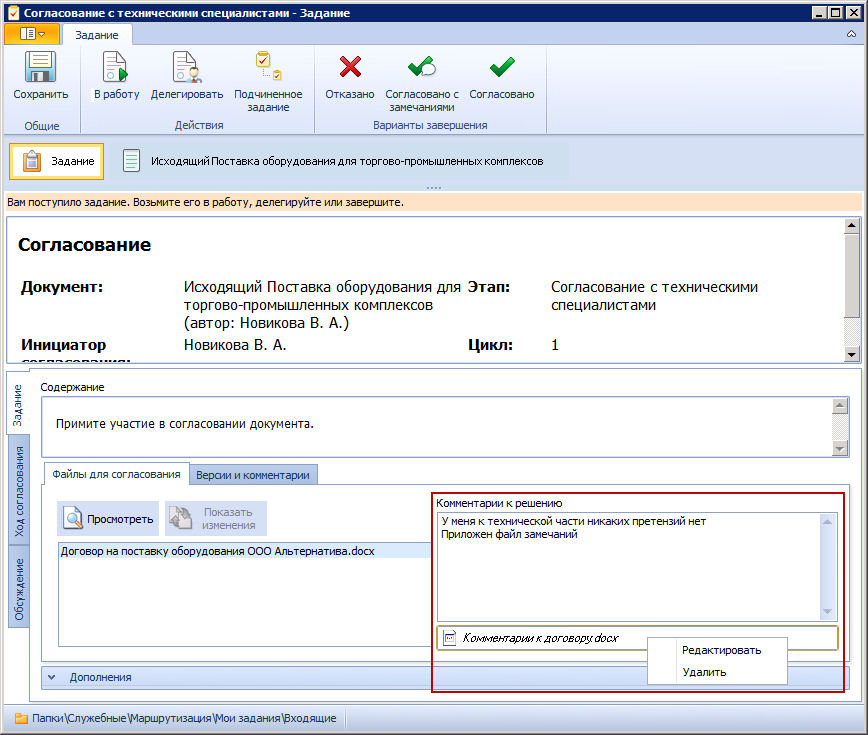 Согласование с техническими специалистами - Задание
Задание
Сохранить
В работу
Делегировать
Подчиненное
задание
Отказано
Согласовано с
замечаниями
Согласовано
Общие
Действия
Варианты завершения
Задание
Исходящий Поставка оборудования для торгово-промышленных комплексов
Вам поступило задание. Возьмите его в работу, делегируйте или завершите.
Согласование
Документ:
Исходящий Поставка оборудования для
торгово-промышленных комплексов
(автор: Новикова В. А.)
Этап:
Согласование с техническими
специалистами
Инициатор
согласования:
Новикова В. А.
Цикл:
1
Задание
Ход согласования
Обсуждение
Содержание
Примите участие в согласовании документа.
Файлы для согласования
Версии и комментарии
Просмотреть
Показать
изменения
Договор на поставку оборудования ООО Альтернатива.docx
Комментарии к решению
У меня к технической части никаких претензий нет
Приложен файл замечаний
Комментарии к договору.docx
Редактировать
Удалить
Дополнения
Папки\Служебные\Маршрутизация\Мои задания\Входящие